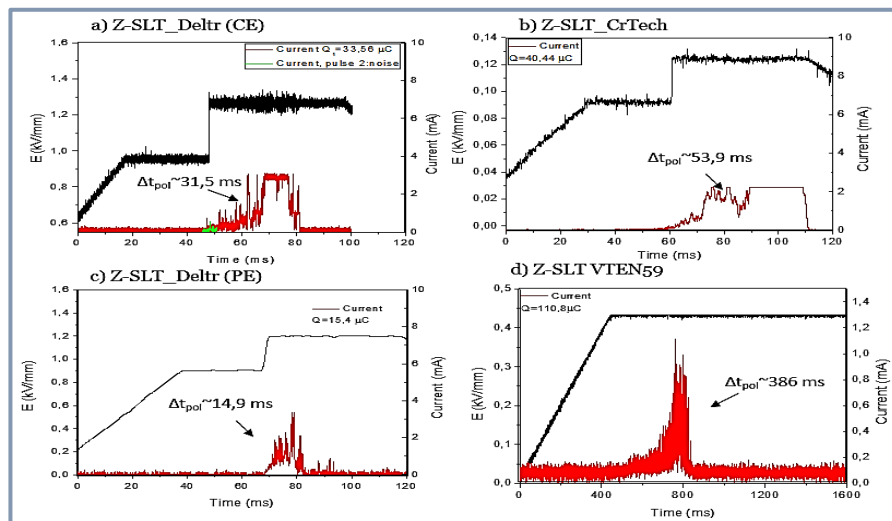 a) Z-SLT_Deltr (CE)
1,6
1,4
1,2
1,0
0,8
0,6
E (kV/mm)
10
8
6
4
2
0
Current (mA)
Current Q =33,56 µC
Current, pulse 2:noise
Δtpol~31,5 ms
0 20 40 60 80 100 120
Time (ms)
b) Z-SLT_CrTech
0,14
0,12
0,10
0,08
0,06
0,04
0,02
0,00
E (kV/mm)
10
8
6
4
2
0
Current (mA)
Current
Q=40,44 µC
Δtpol~53,9 ms
0 20 40 60 80 100 120
Time (ms)
c) Z-SLT_Deltr (PE)
1,6
1,4
1,2
1,0
0,8
0,6
0,4
0,2
0,0
E (kV/mm)
10
8
6
4
2
0
Current (mA)
Current
Q=15,4 µC
Δtpol~14,9 ms
0 20 40 60 80 100 120
Time (ms)
d) Z-SLT VTEN59
0,5
0,4
0,3
0,2
0,1
0,0
E (kV/mm)
1,4
1,2
1,0
0,8
0,6
0,4
0,2
0,0
Current (mA)
Current
Q=110,8µC
Δtpol~386 ms
0 400 800 1200 1600
Time (ms)